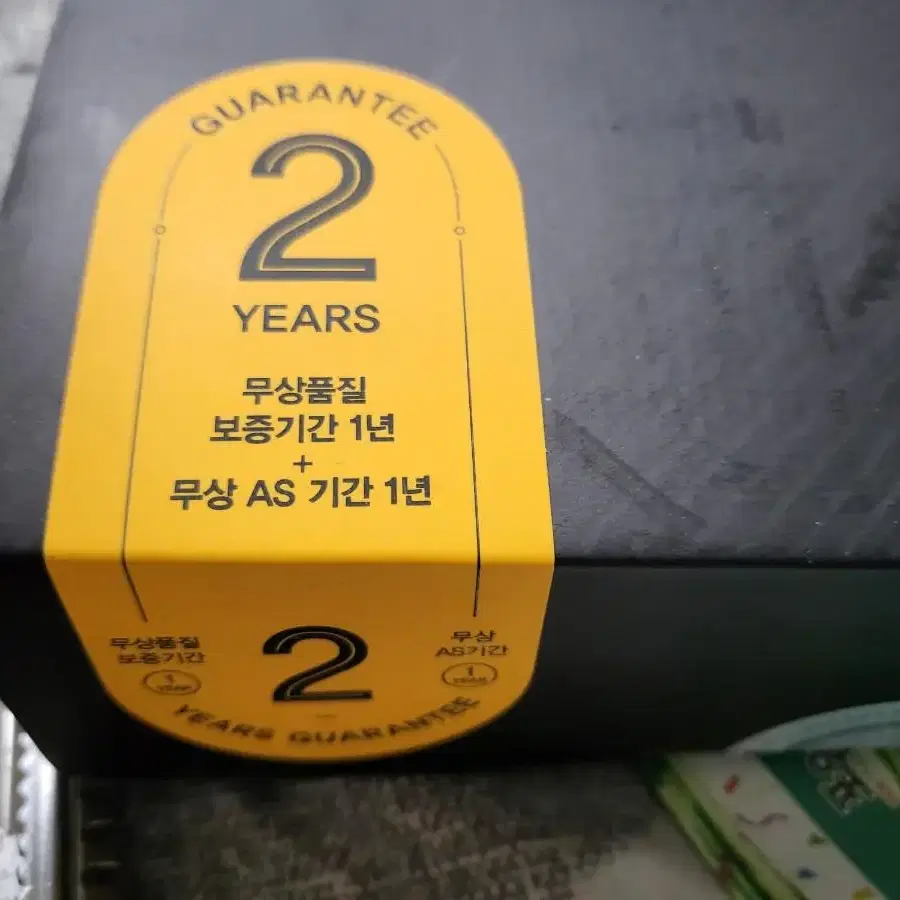 GUARANTEE
2
YEARS
무상품질
보증기간 1년
+
무상 AS 기간 1년
무상품질
보증기간
1
YEAR
2
무상
AS기간
1
YEAR
YEARS GUARANTEE